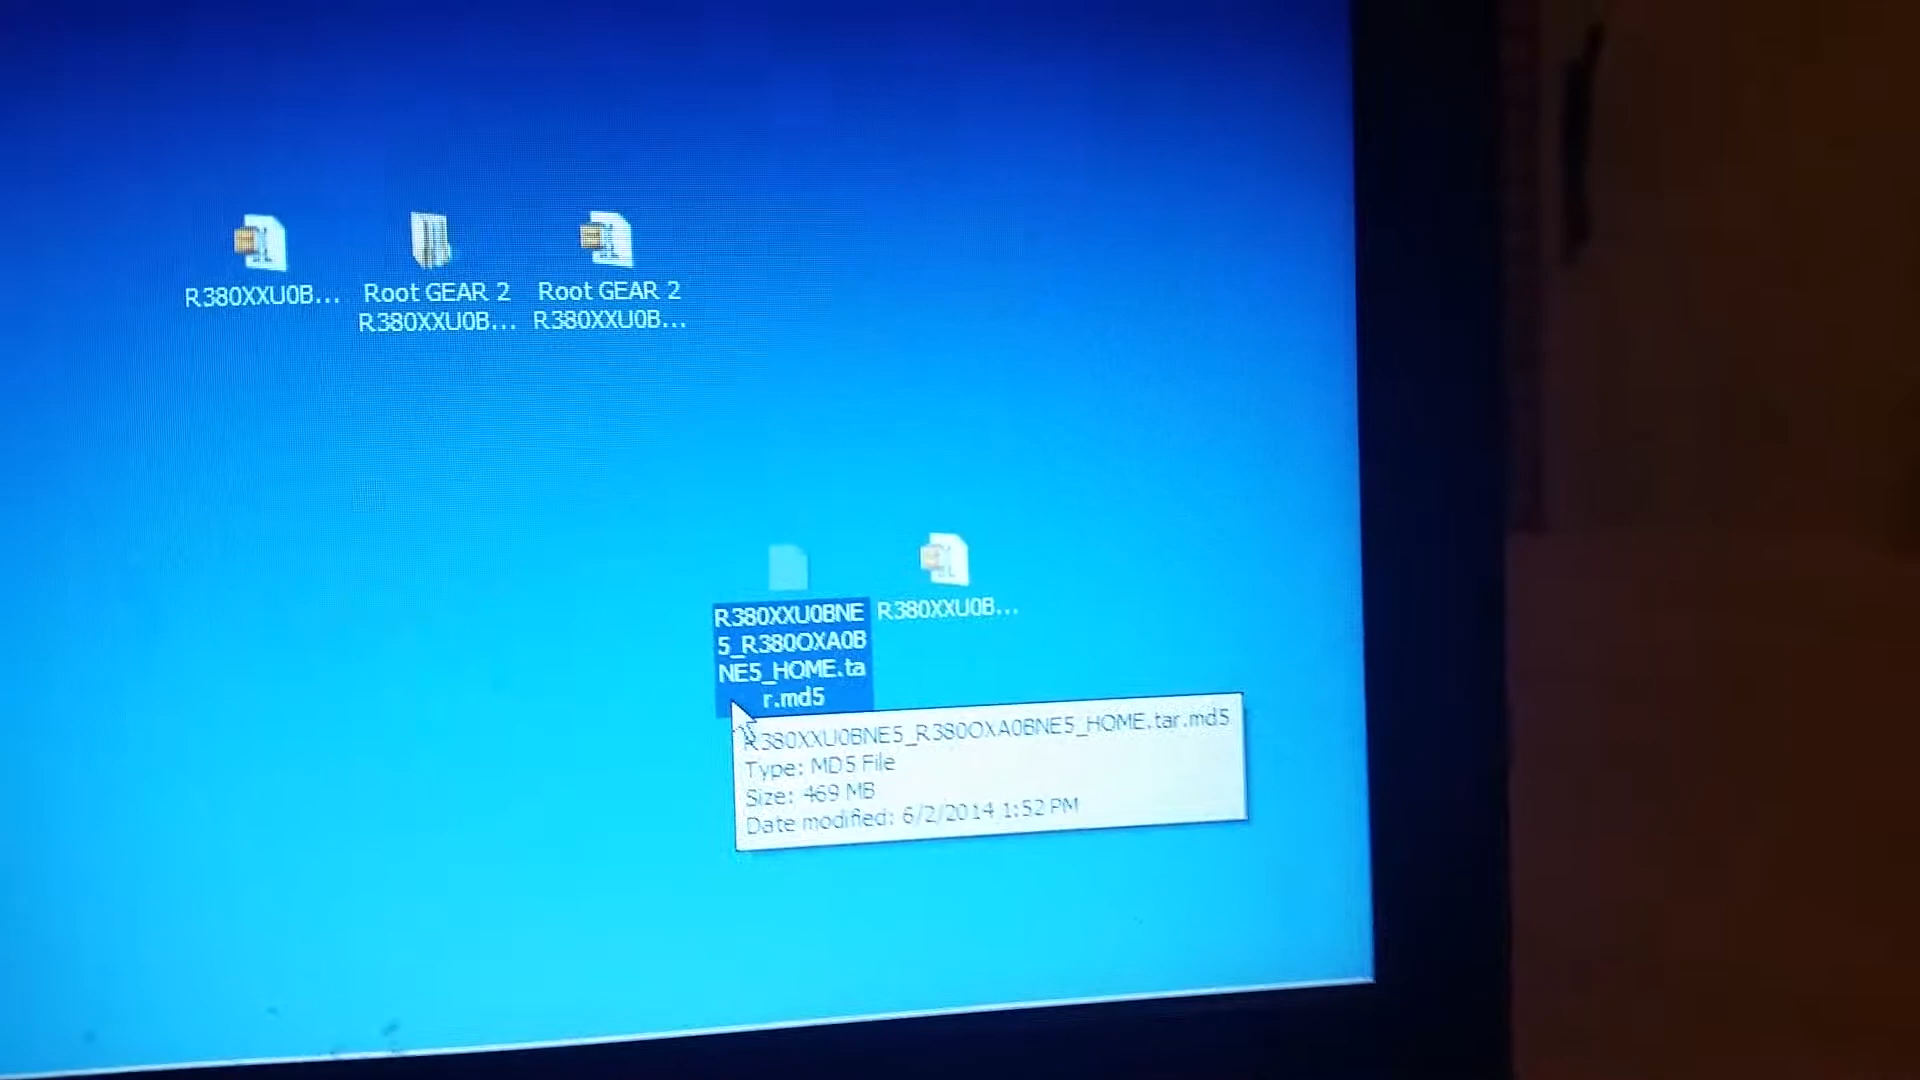 R380XXU0B...
Root GEAR 2
R380XXU0B...
Root GEAR 2
R380XXU0B...
R380XXU0BNE
5_R380OXA0B
NE5_HOME.ta
r.md5
R380XXU0B...
R380XXU0BNE5_R380OXA0BNE5_HOME.tar.md5
Type: MD5 File
Size: 469 MB
Date modified: 6/2/2014 1:52 PM